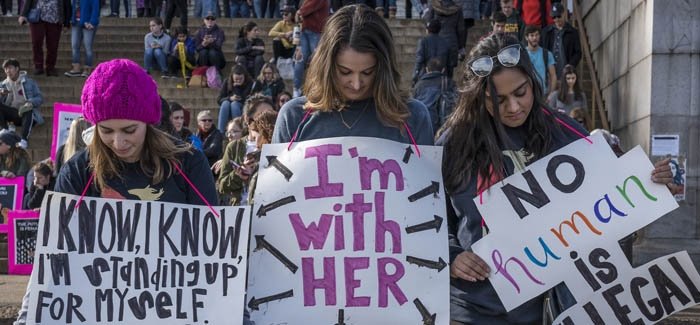 I KNOW, I KNOW,
I'M STANDING UP
FOR MYSELF.
I'm
with
HER
NO
human
is
ILLEGAL